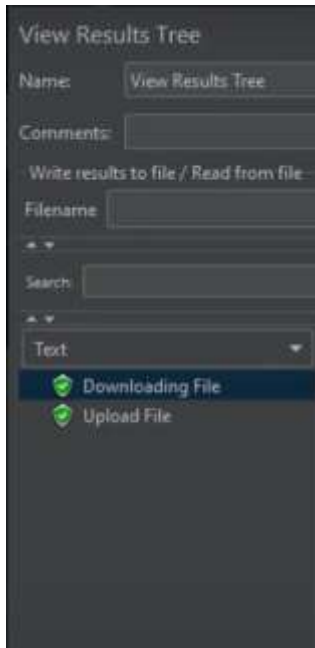 View Results Tree
Name: View Results Tree
Comments:
Write results to file / Read from file
Filename
Search:
Text
Downloading File
Upload File